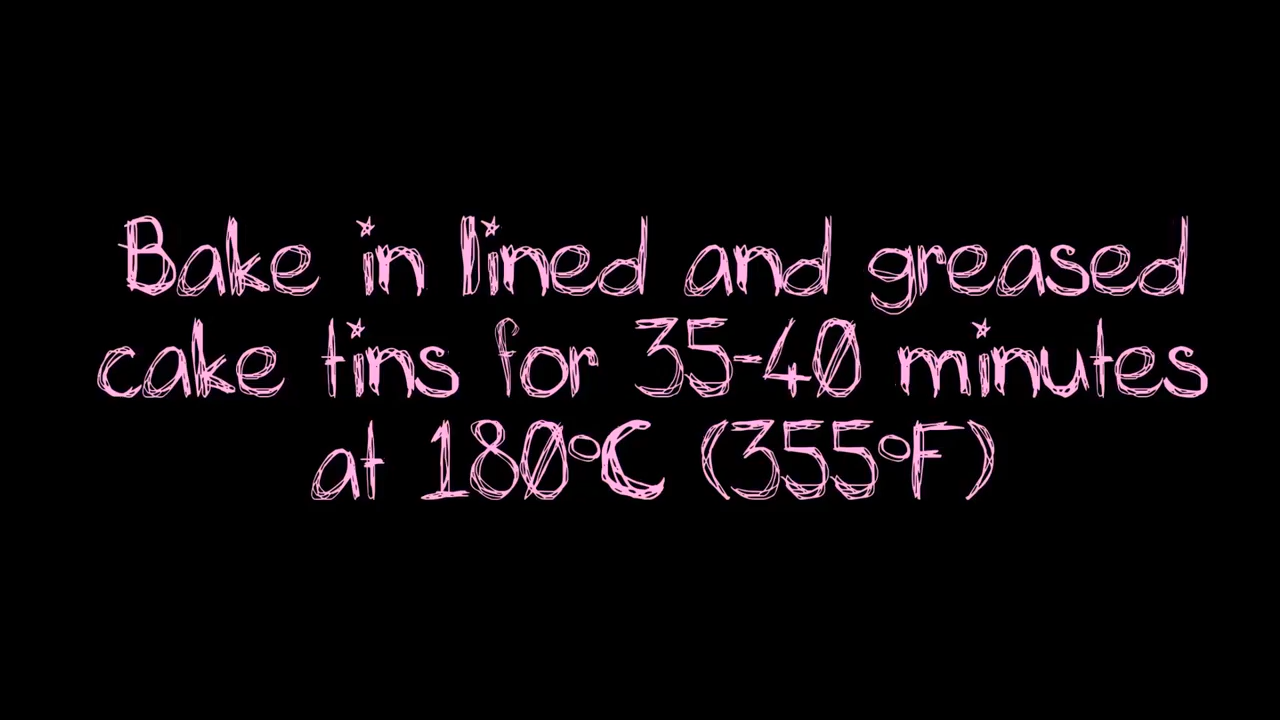 Bake in lined and greased
cake tins for 35-40 minutes
at 180°C (355°F)